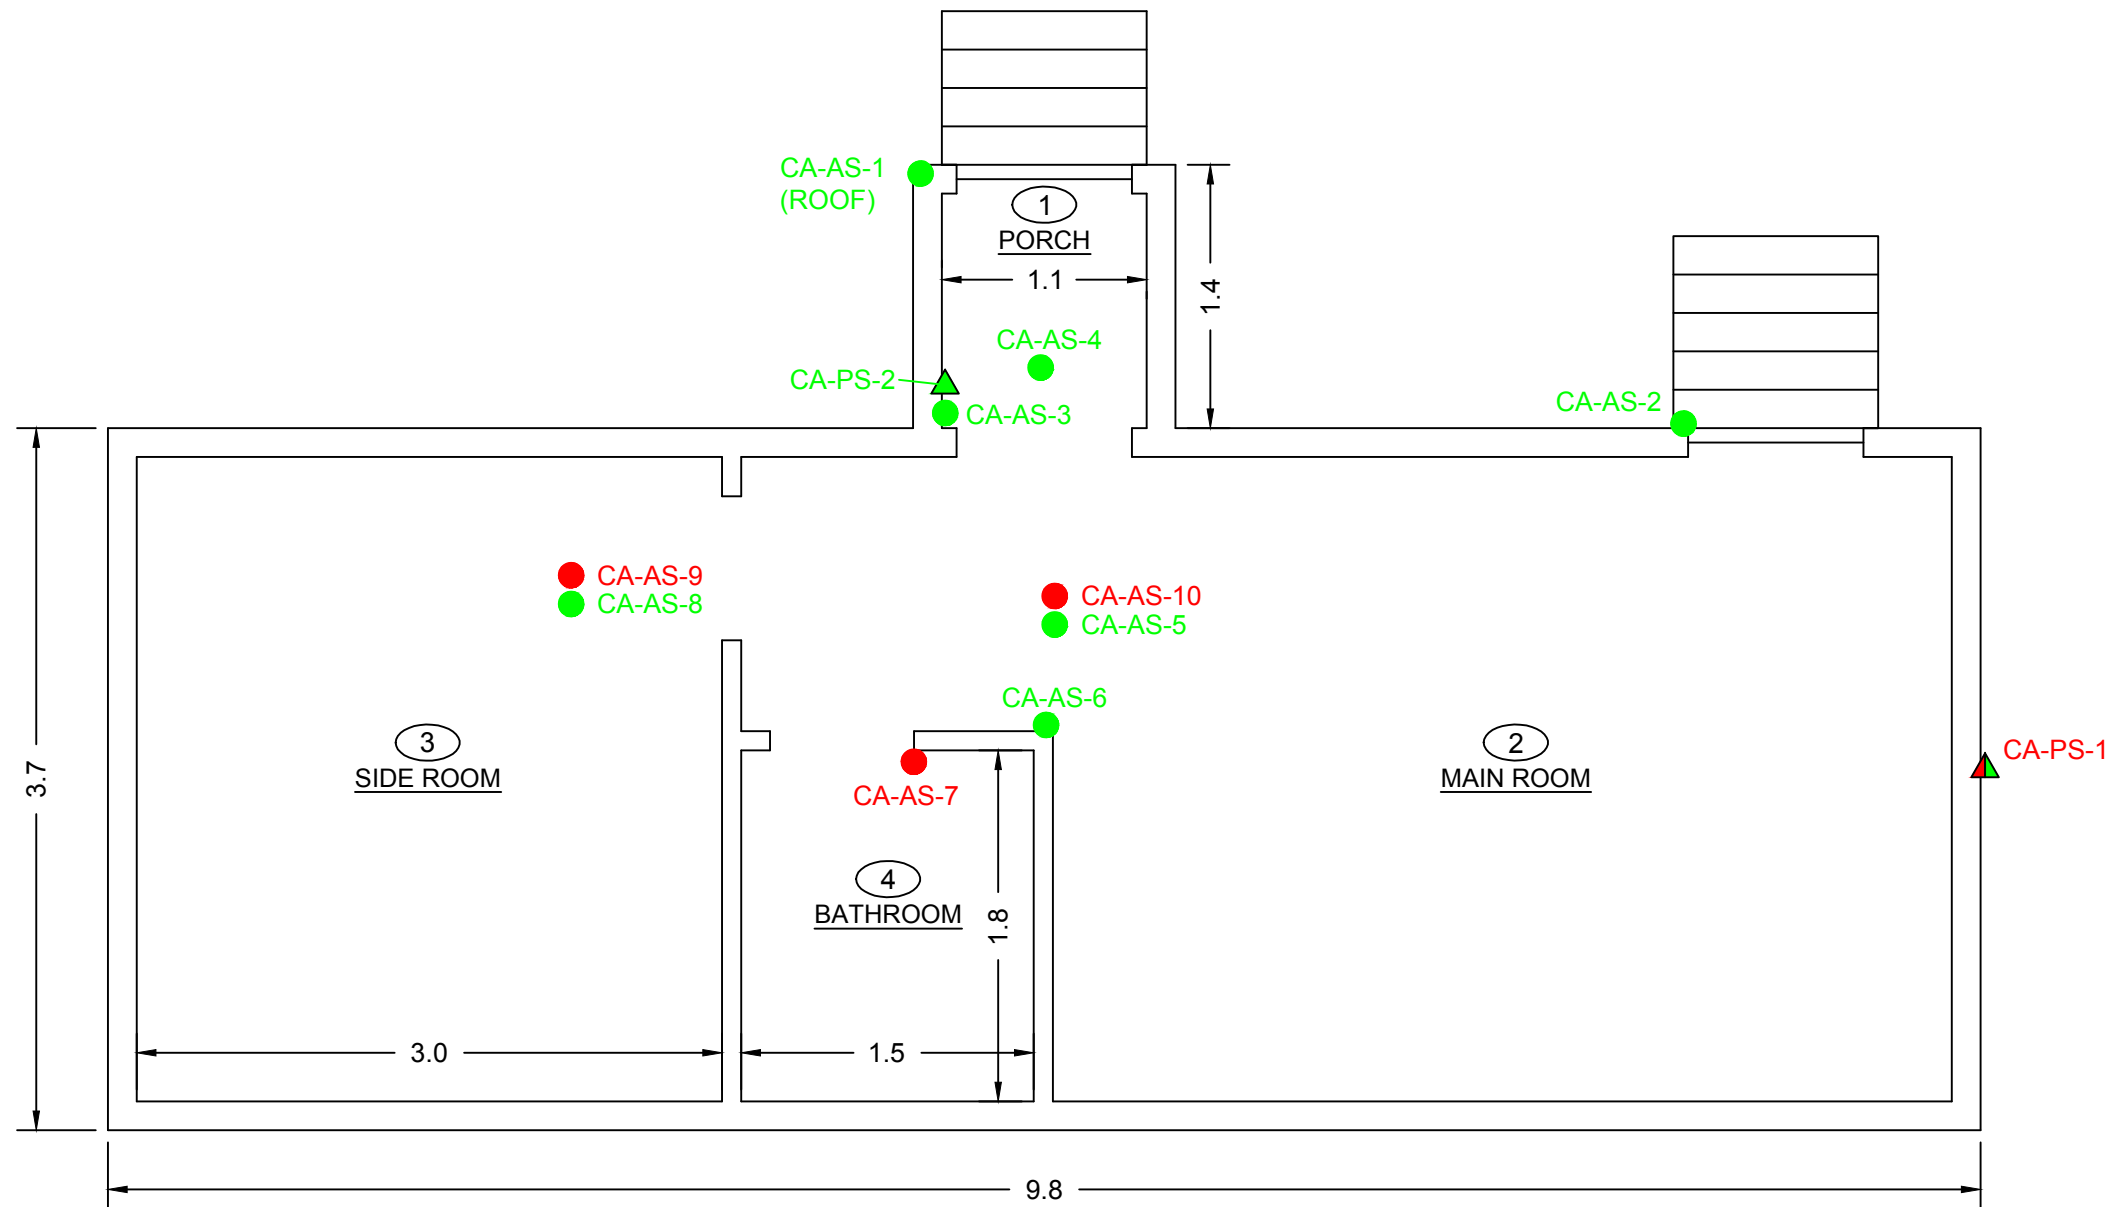 CA-AS-1
(ROOF)
1
PORCH
1.1
1.4
CA-AS-4
CA-PS-2
CA-AS-3
CA-AS-2
CA-AS-9
CA-AS-8
CA-AS-10
CA-AS-5
CA-AS-6
3
SIDE ROOM
2
MAIN ROOM
CA-PS-1
3.7
CA-AS-7
4
BATHROOM
1.8
3.0
1.5
9.8